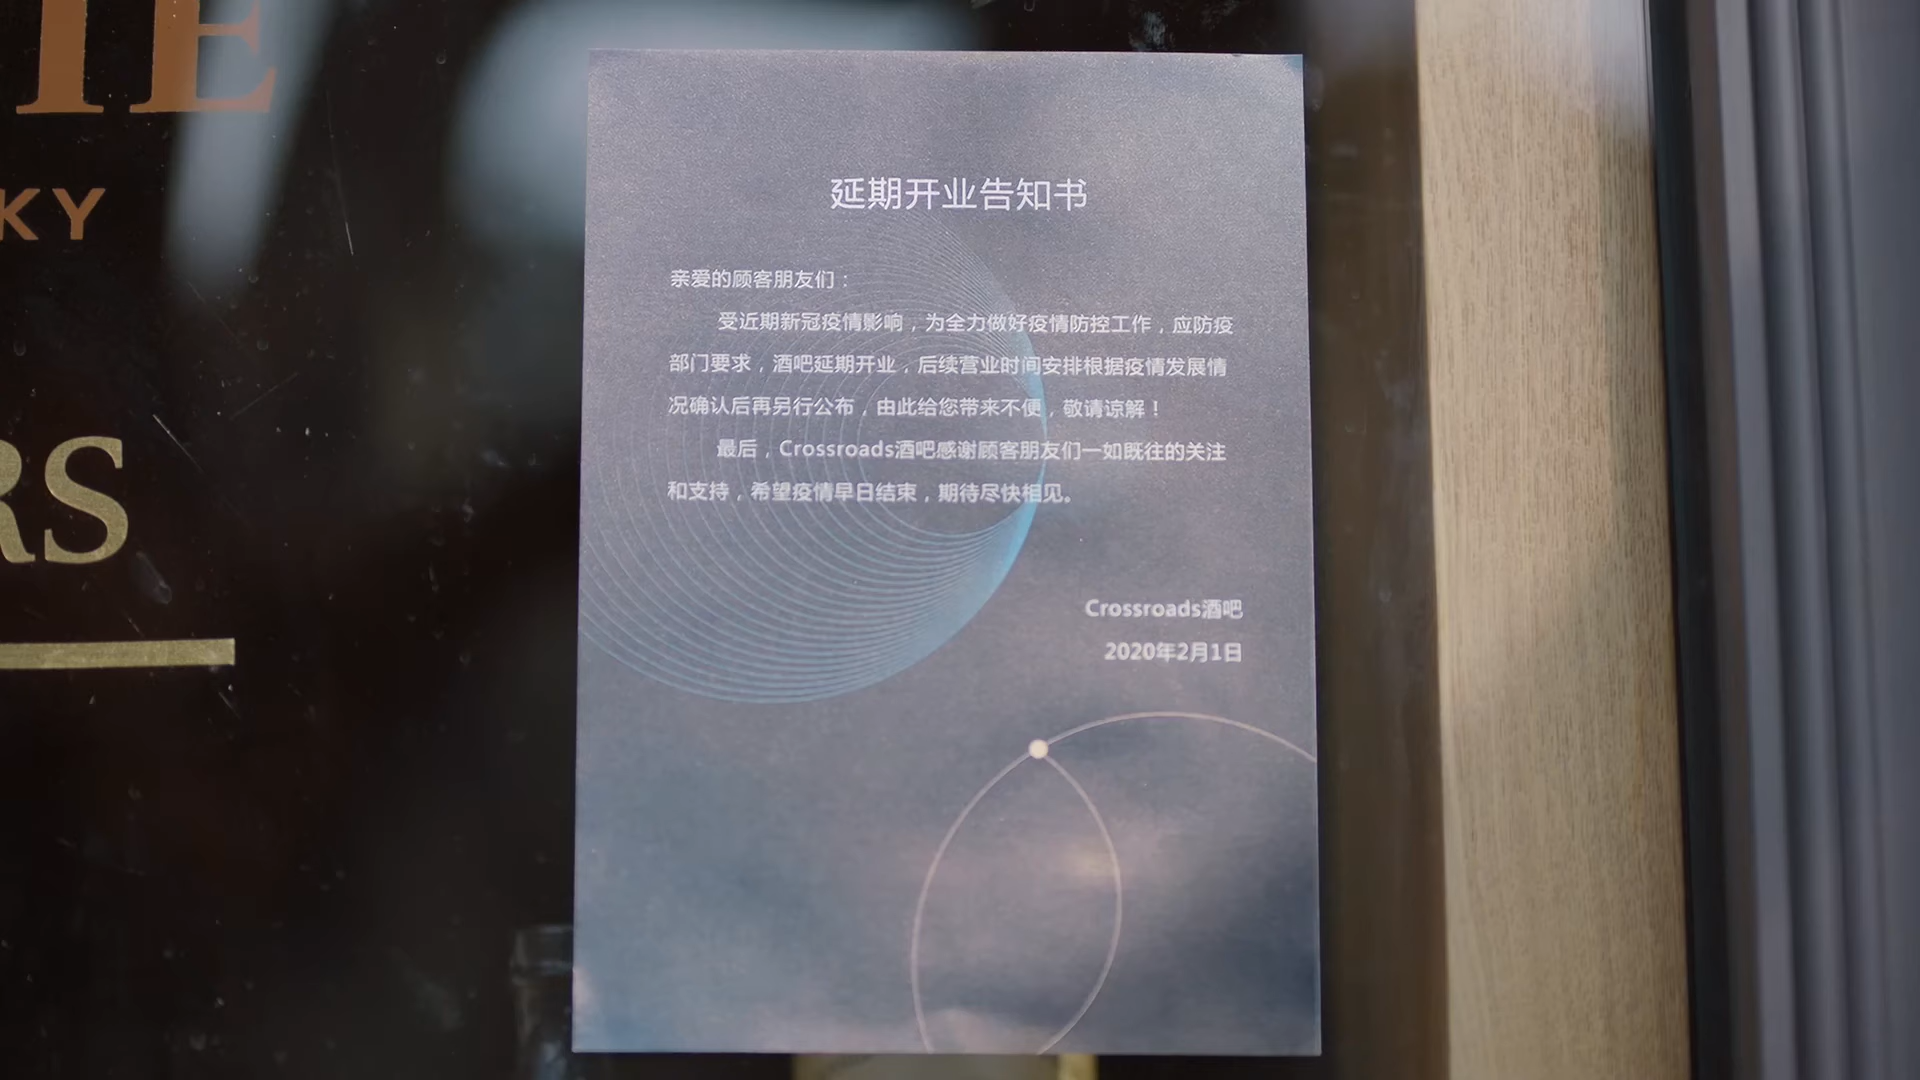 IE
KY
RS
延期开业告知书
亲爱的顾客朋友们：
受近期新冠疫情影响，为全力做好疫情防控工作，应防疫
部门要求，酒吧延期开业，后续营业时间安排根据疫情发展情
况确认后再另行公布，由此给您带来不便，敬请谅解！
最后，Crossroads酒吧感谢顾客朋友们一如既往的关注
和支持，希望疫情早日结束，期待尽快相见。
Crossroads酒吧
2020年2月1日